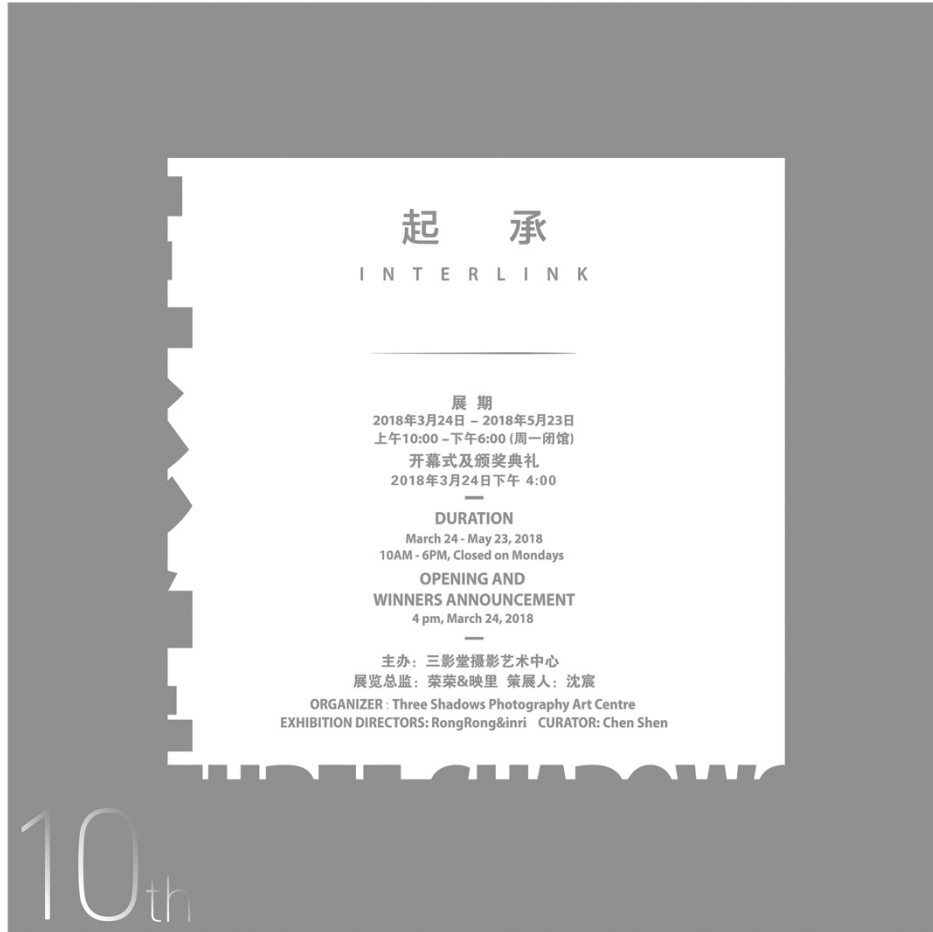 起 承
INTERLINK
展 期
2018年3月24日 – 2018年5月23日
上午10:00 –下午6:00 (周一闭馆)
开幕式及颁奖典礼
2018年3月24日下午 4:00
DURATION
March 24 - May 23, 2018
10AM - 6PM, Closed on Mondays
OPENING AND
WINNERS ANNOUNCEMENT
4 pm, March 24, 2018
主办：三影堂摄影艺术中心
展览总监：荣荣&映里 策展人：沈宸
ORGANIZER : Three Shadows Photography Art Centre
EXHIBITION DIRECTORS: RongRong&inri CURATOR: Chen Shen
10th